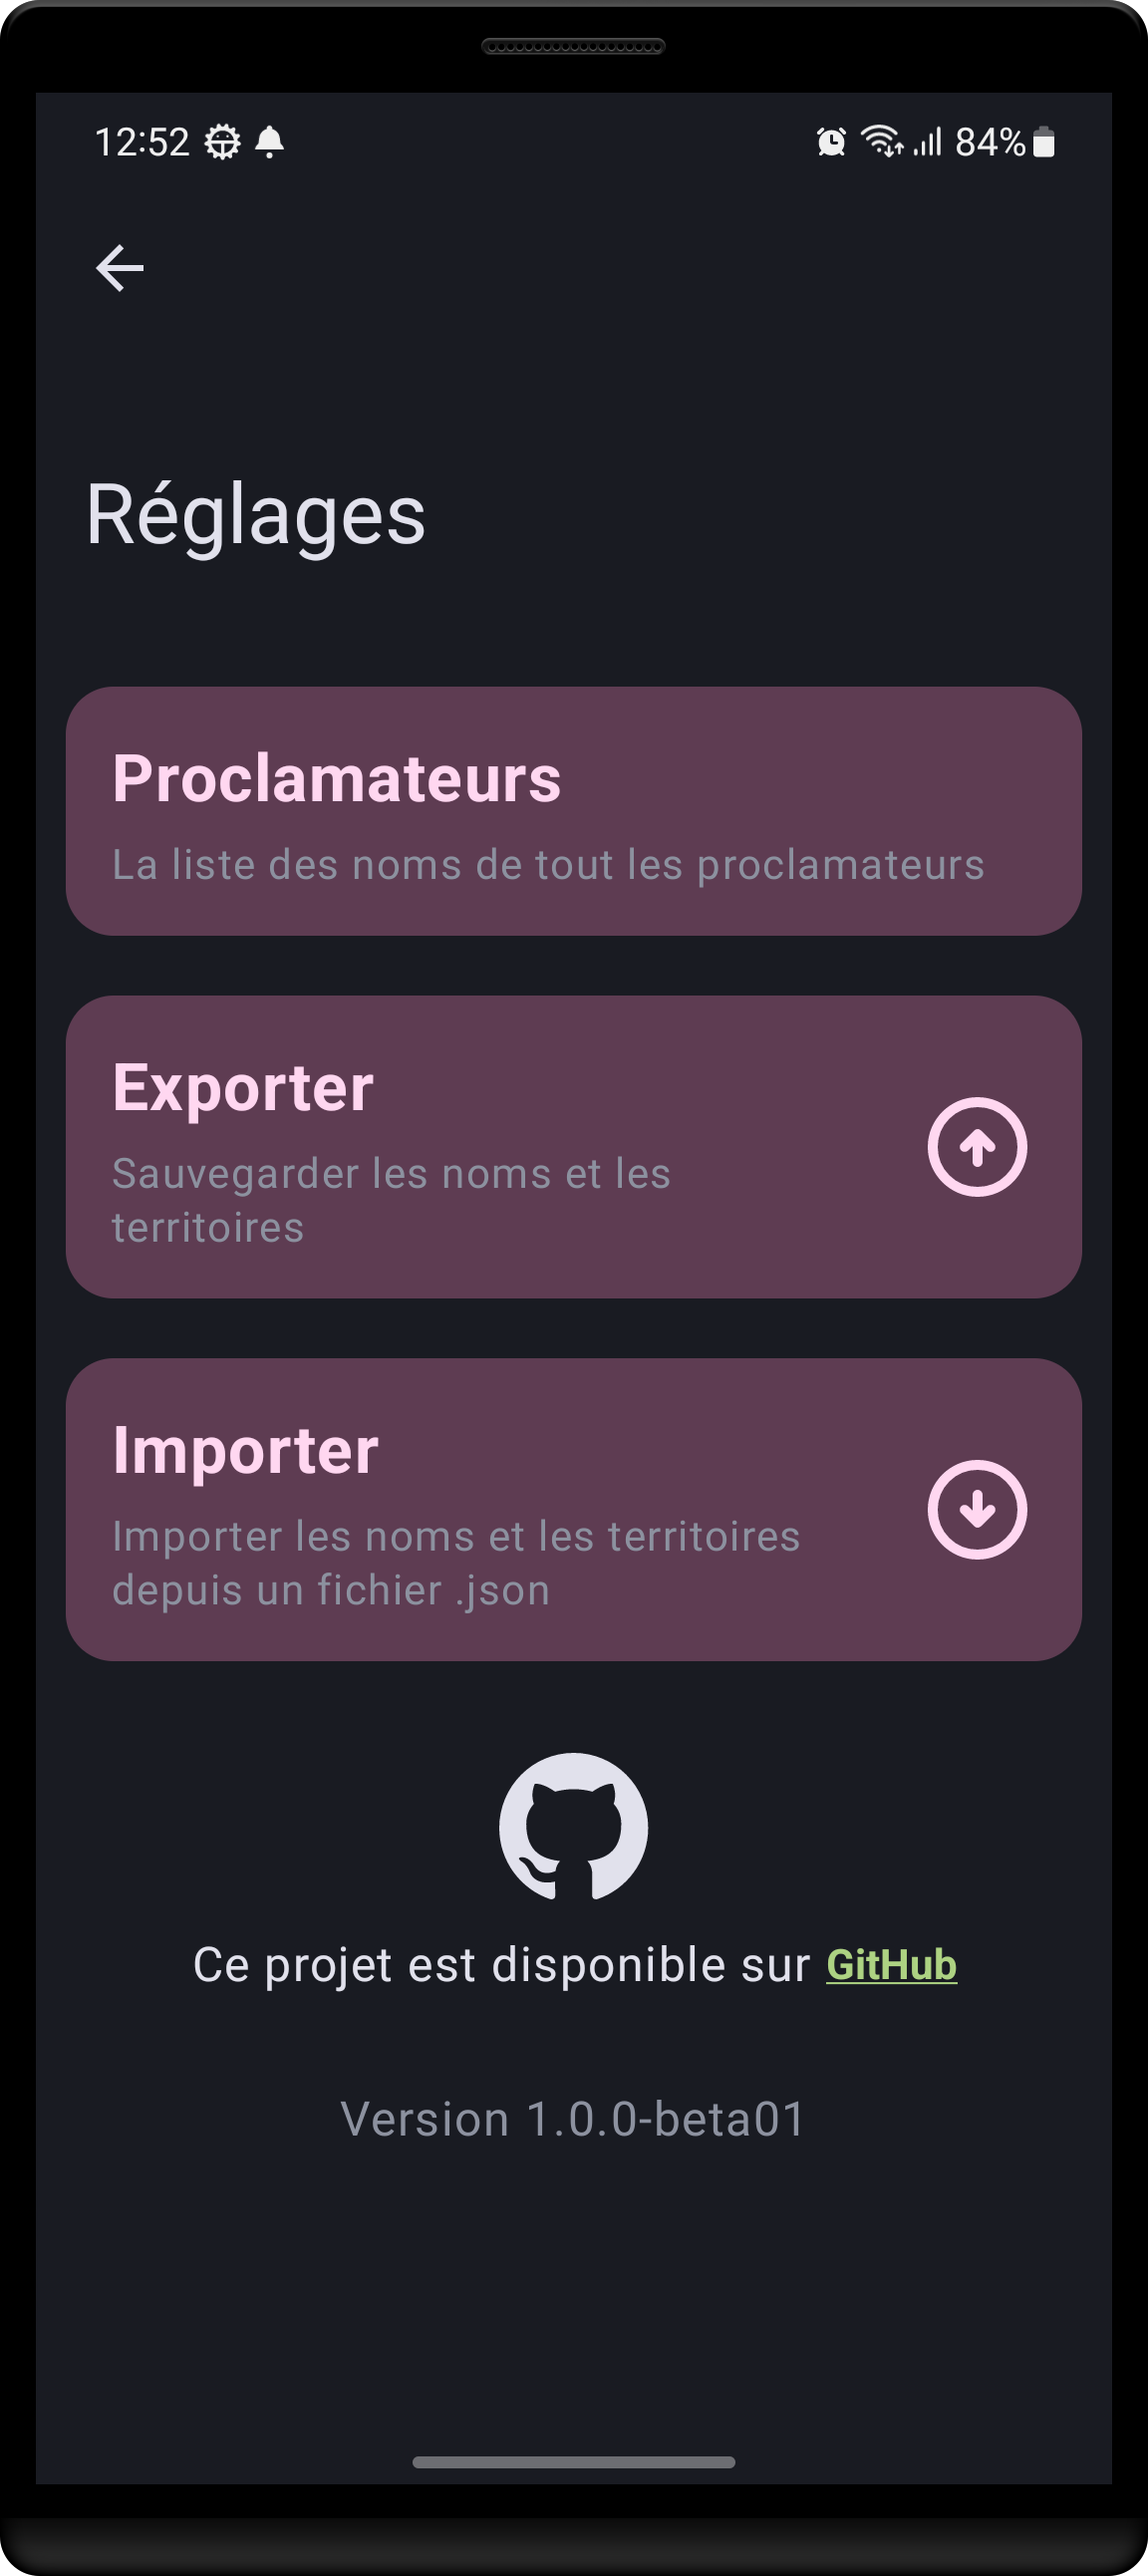 12:52 84%
Réglages
Proclamateurs
La liste des noms de tout les proclamateurs
Exporter
Sauvegarder les noms et les
territoires
Importer
Importer les noms et les territoires
depuis un fichier .json
Ce projet est disponible sur GitHub
Version 1.0.0-beta01